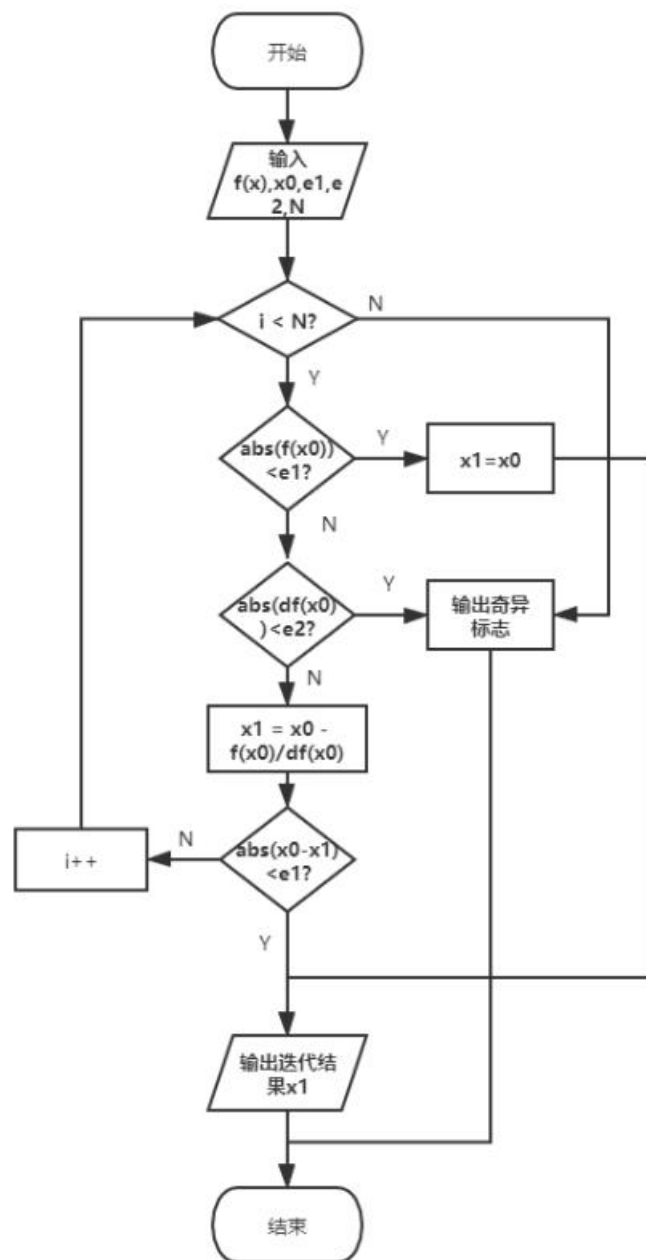 开始
输入
f(x),x0,e1,e
2,N
i < N?
N
Y
abs(f(x0))
<e1?
Y
x1=x0
N
abs(df(x0)
)<e2?
Y
输出奇异
标志
N
x1 = x0 -
f(x0)/df(x0)
abs(x0-x1)
<e1?
N
i++
Y
输出迭代结
果x1
结束